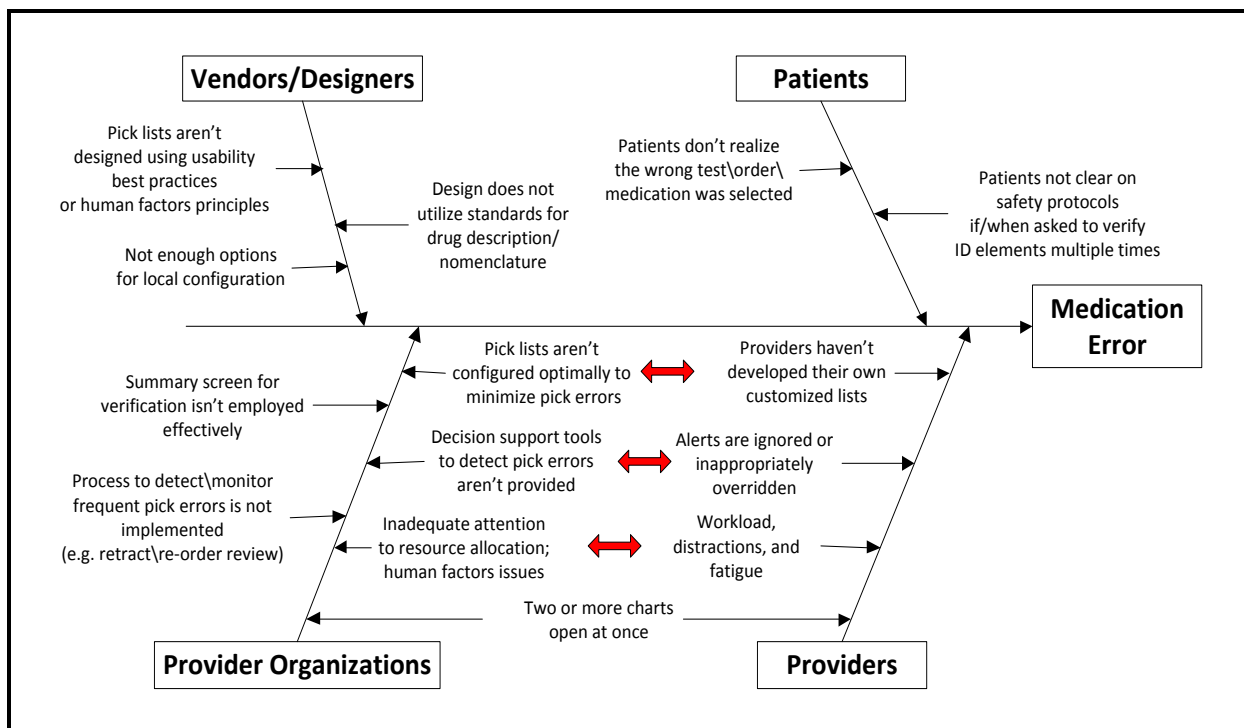 Vendors/Designers
Patients
Pick lists aren’t
designed using usability
best practices
or human factors principles
Design does not
utilize standards for
drug description/
nomenclature
Not enough options
for local configuration
Patients don’t realize
the wrong test\order\
medication was selected
Patients not clear on
safety protocols
if/when asked to verify
ID elements multiple times
Medication
Error
Summary screen for
verification isn’t employed
effectively
Pick lists aren’t
configured optimally to
minimize pick errors
Providers haven’t
developed their own
customized lists
Decision support tools
to detect pick errors
aren’t provided
Alerts are ignored or
inappropriately
overridden
Process to detect\monitor
frequent pick errors is not
implemented
(e.g. retract\re-order review)
Inadequate attention
to resource allocation;
human factors issues
Workload,
distractions, and
fatigue
Two or more charts
open at once
Provider Organizations
Providers